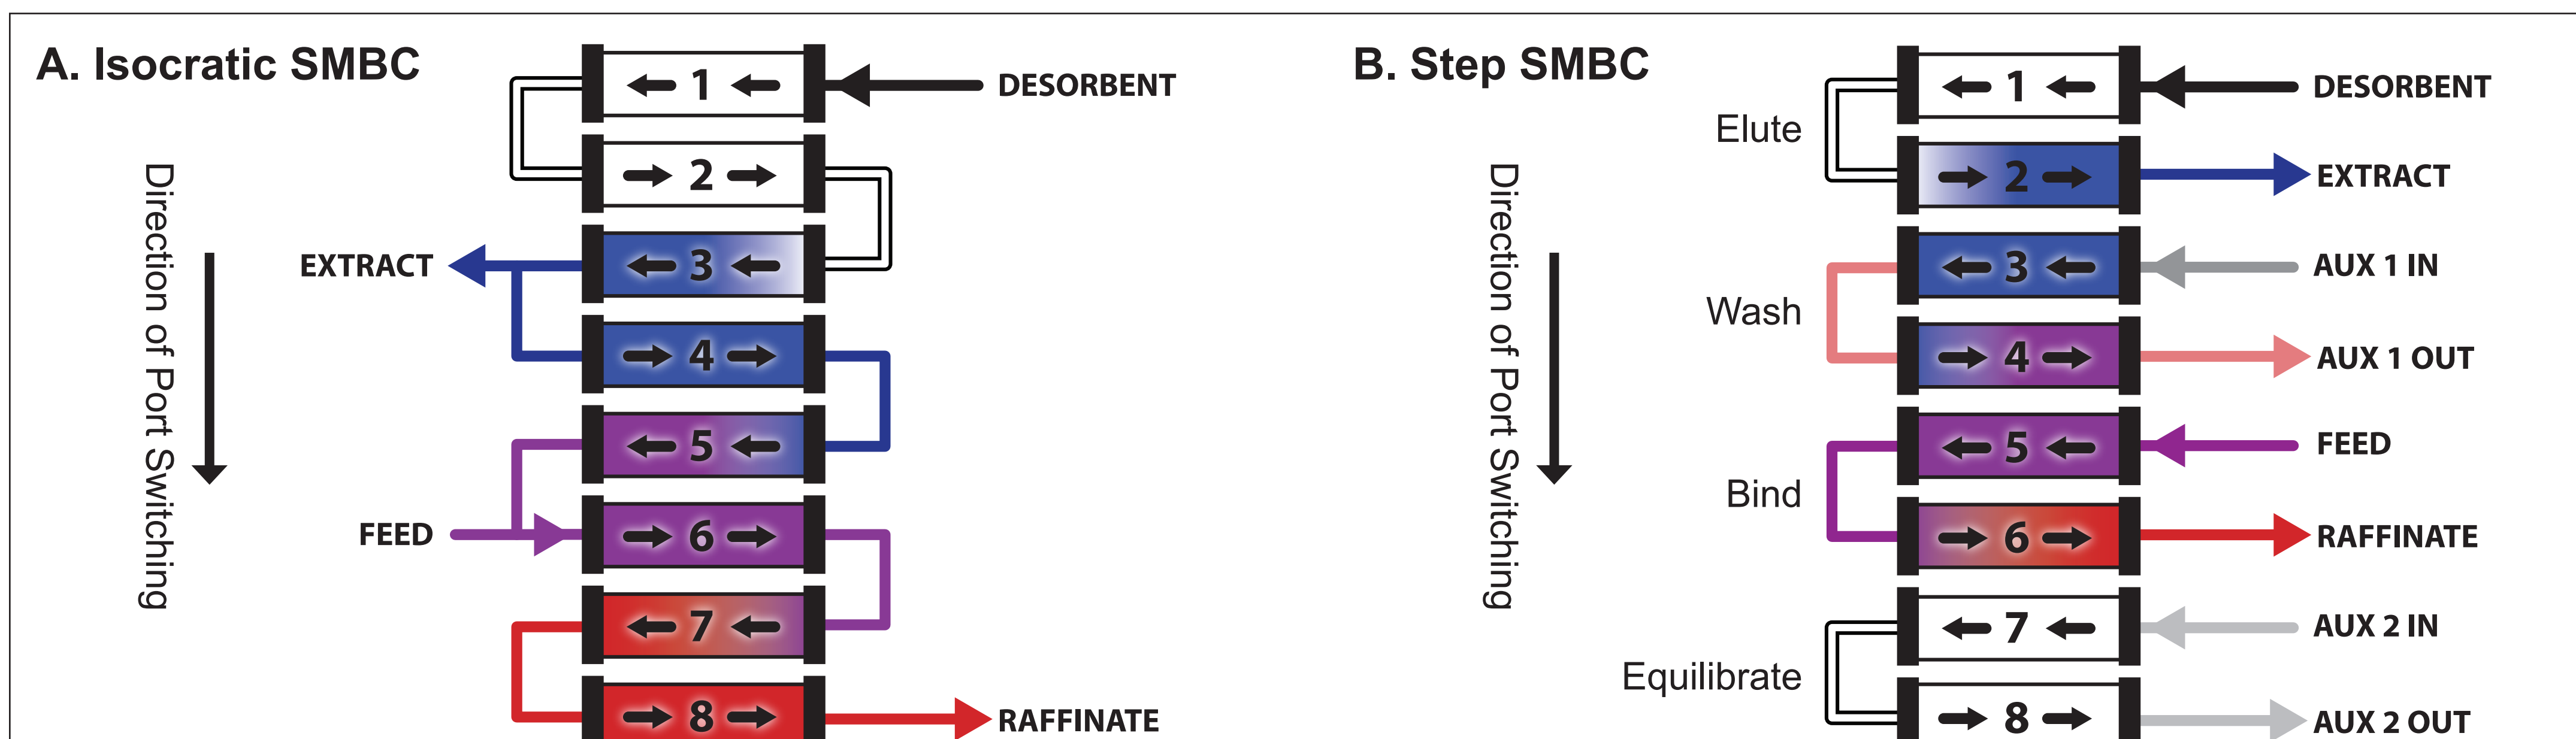 A. Isocratic SMBC
1
DESORBENT
2
EXTRACT
3
4
5
FEED
6
7
8
RAFFINATE
Direction of Port Switching
B. Step SMBC
1
DESORBENT
Elute
2
EXTRACT
3
AUX 1 IN
Wash
4
AUX 1 OUT
5
FEED
Bind
6
RAFFINATE
7
AUX 2 IN
Equilibrate
8
AUX 2 OUT
Direction of Port Switching